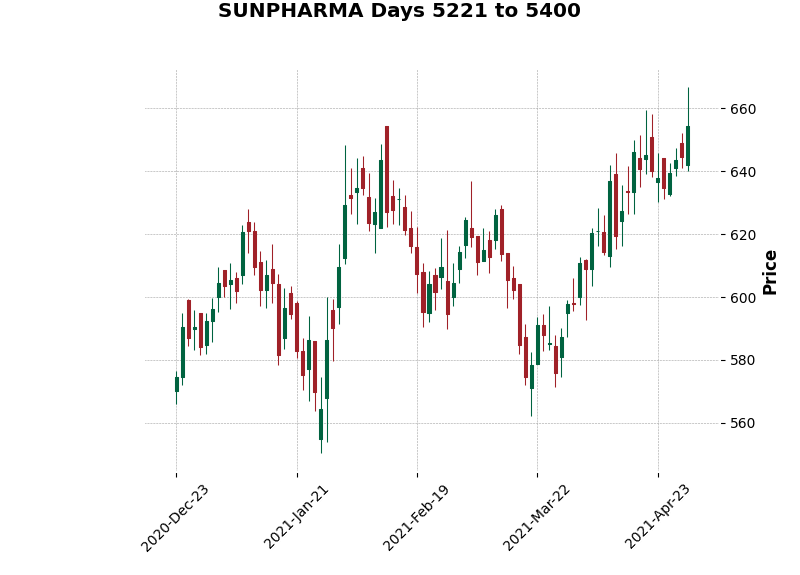 SUNPHARMA Days 5221 to 5400
660
640
620
600
580
560
Price
2020-Dec-23
2021-Jan-21
2021-Feb-19
2021-Mar-22
2021-Apr-23